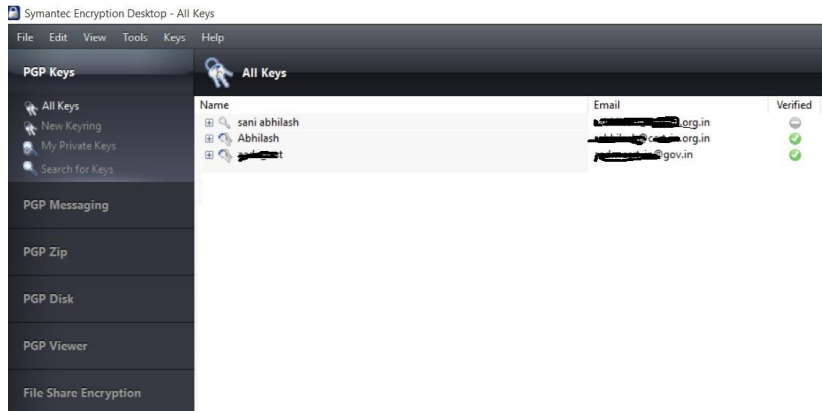 Symantec Encryption Desktop - All Keys
File Edit View Tools Keys Help
PGP Keys
All Keys
New Keyring
My Private Keys
Search for Keys
PGP Messaging
PGP Zip
PGP Disk
PGP Viewer
File Share Encryption
All Keys
Name Email Verified
sani abhilash .org.in
Abhilash .org.in
@gov.in